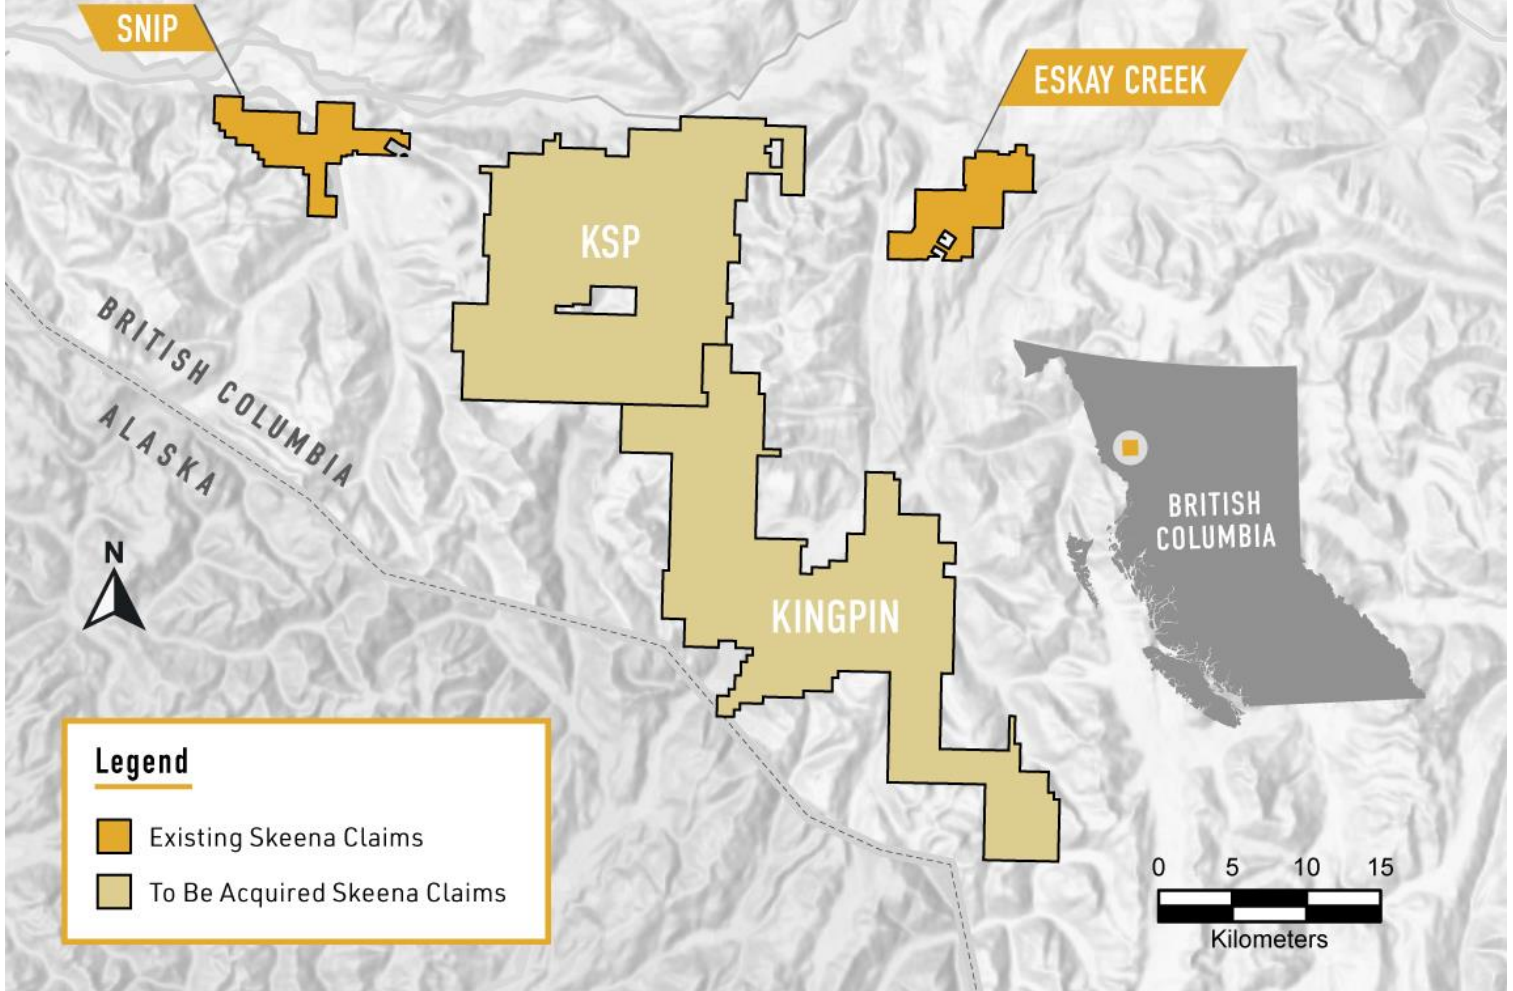 SNIP
ESKAY CREEK
KSP
BRITISH COLUMBIA
ALASKA
BRITISH
COLUMBIA
N
KINGPIN
Legend
Existing Skeena Claims
To Be Acquired Skeena Claims
0 5 10 15
Kilometers